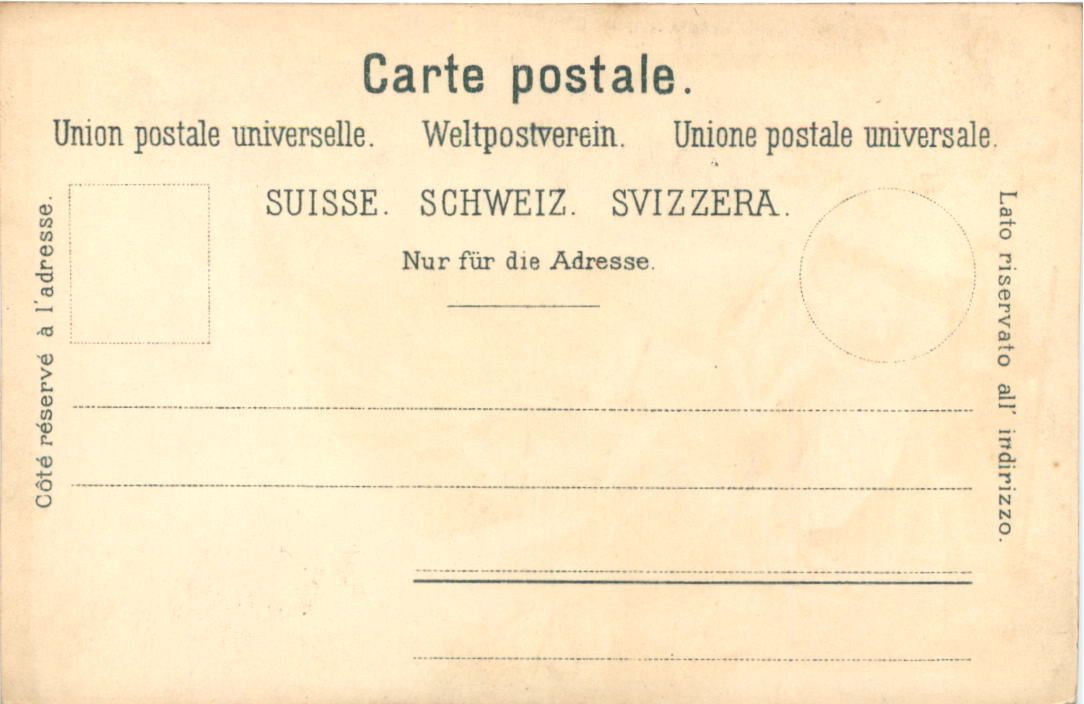 Carte postale.
Union postale universelle. Weltpostverein. Unione postale universale.
SUISSE. SCHWEIZ. SVIZZERA.
Nur für die Adresse.
Côté réservé à l'adresse.
Lato riservato all' indirizzo.